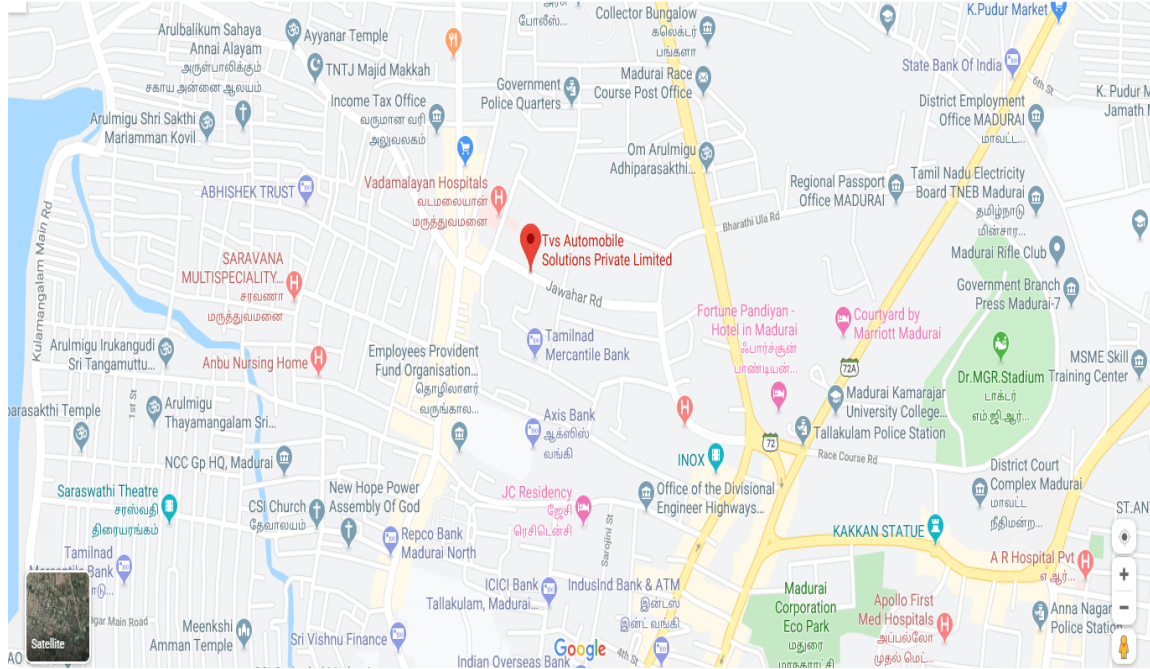 போலீஸ்...
Collector Bungalow
கலெக்டர்
பங்களா
K.Pudur Market
Arulbalikum Sahaya
Annai Alayam
அருள்பாலிக்கும்
சகாய அன்னை ஆலயம்
Ayyanar Temple
TNTJ Majid Makkah
Government
Police Quarters
Madurai Race
Course Post Office
State Bank Of India
6th St
Income Tax Office
வருமான வரி
அலுவலகம்
District Employment
Office MADURAI
மாவட்ட...
K. Pudur M
Jamath M
Arulmigu Shri Sakthi
Mariamman Kovil
Om Arulmigu
Adhiparasakthi...
ABHISHEK TRUST
Vadamalayan Hospitals
வடமலையான்
மருத்துவமனை
Regional Passport
Office MADURAI
Tamil Nadu Electricity
Board TNEB Madurai
தமிழ்நாடு
மின்சார...
Bharathi Ula Rd
Kulamangalam Main Rd
Tvs Automobile
Solutions Private Limited
Madurai Rifle Club
SARAVANA
MULTISPECIALITY...
சரவணா
மருத்துவமனை
Jawahar Rd
Government Branch
Press Madurai-7
Fortune Pandiyan -
Hotel in Madurai
ஃபார்ச்சூன்
பாண்டியன்...
Courtyard by
Marriott Madurai
Arulmigu Irukangudi
Sri Tangamuttu...
Tamilnad
Mercantile Bank
Anbu Nursing Home
Employees Provident
Fund Organisation...
தொழிலாளர்
வருங்கால...
72A
Dr.MGR.Stadium
டாக்டர்
எம்.ஜி.ஆர்...
MSME Skill
Training Center
1st St
parasakthi Temple
Arulmigu
Thayamangalam Sri...
Madurai Kamarajar
University College...
Axis Bank
ஆக்ஸிஸ்
வங்கி
Tallakulam Police Station
72
Race Course Rd
NCC Gp HQ, Madurai
INOX
District Court
Complex Madurai
மாவட்ட
நீதிமன்ற...
Saraswathi Theatre
சரஸ்வதி
திரையரங்கம்
CSI Church
தேவாலயம்
New Hope Power
Assembly Of God
JC Residency
ஜேசி
ரெசிடென்சி
Office of the Divisional
Engineer Highways...
ST.AN
Sarojini St
KAKKAN STATUE
Repco Bank
Madurai North
Tamilnad
Mercantile Bank
A R Hospital Pvt
எ ஆர்...
ICICI Bank
Tallakulam, Madurai...
IndusInd Bank & ATM
இன்டஸ்
இன்ட் வங்கி
Madurai
Corporation
Eco Park
மதுரை
மாநகராட்சி
Apollo First
Med Hospitals
அப்பல்லோ
முதல் மெட்...
Anna Nagar
Police Station
Satellite
agar Main Road
Meenkshi
Amman Temple
Sri Vishnu Finance
Google
4th St
Indian Overseas Bank